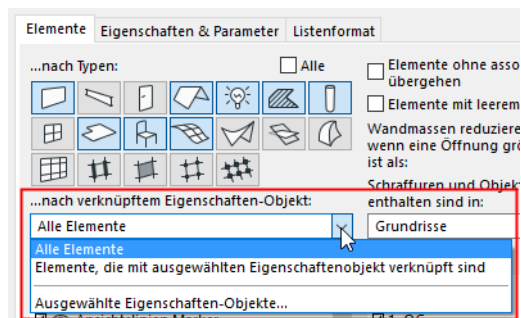 Elemente Eigenschaften & Parameter Listenformat
...nach Typen:
Alle
Elemente ohne asso
übergehen
Elemente mit leerem
Wandmassen reduziere
wenn eine Öffnung grö
ist als:
Schraffuren und Objekt
enthalten sind in:
...nach verknüpftem Eigenschaften-Objekt:
Alle Elemente
Grundrisse
Alle Elemente
Elemente, die mit ausgewählten Eigenschaftenobjekt verknüpft sind
Ausgewählte Eigenschaften-Objekte...